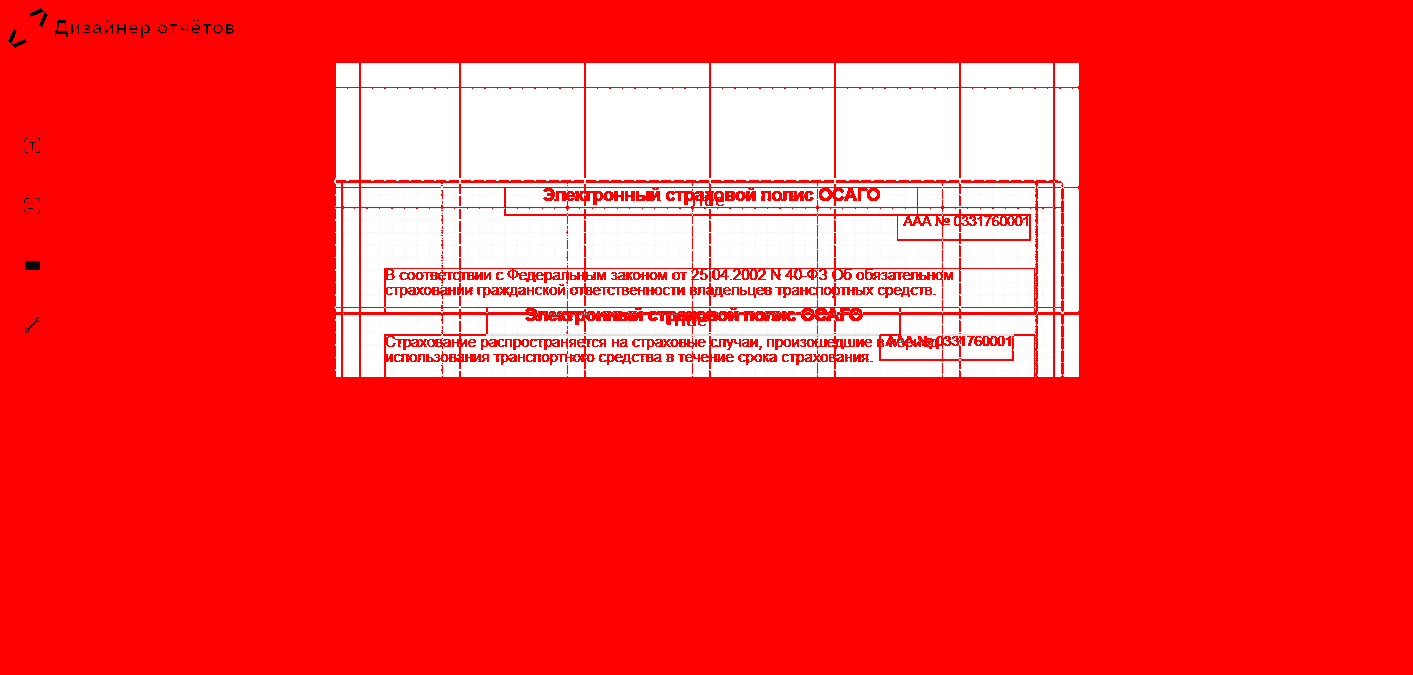 Дизайнер отчётов
T
Электронный страховой полис ОСАГО
Title
ААА № 0331760001
В соответствии с Федеральным законом от 25.04.2002 N 40-ФЗ Об обязательном
страховании гражданской ответственности владельцев транспортных средств.
Электронный страховой полис ОСАГО
Title
Страхование распространяется на страховые случаи, произошедшие в период
ААА № 0331760001
использования транспортного средства в течение срока страхования.